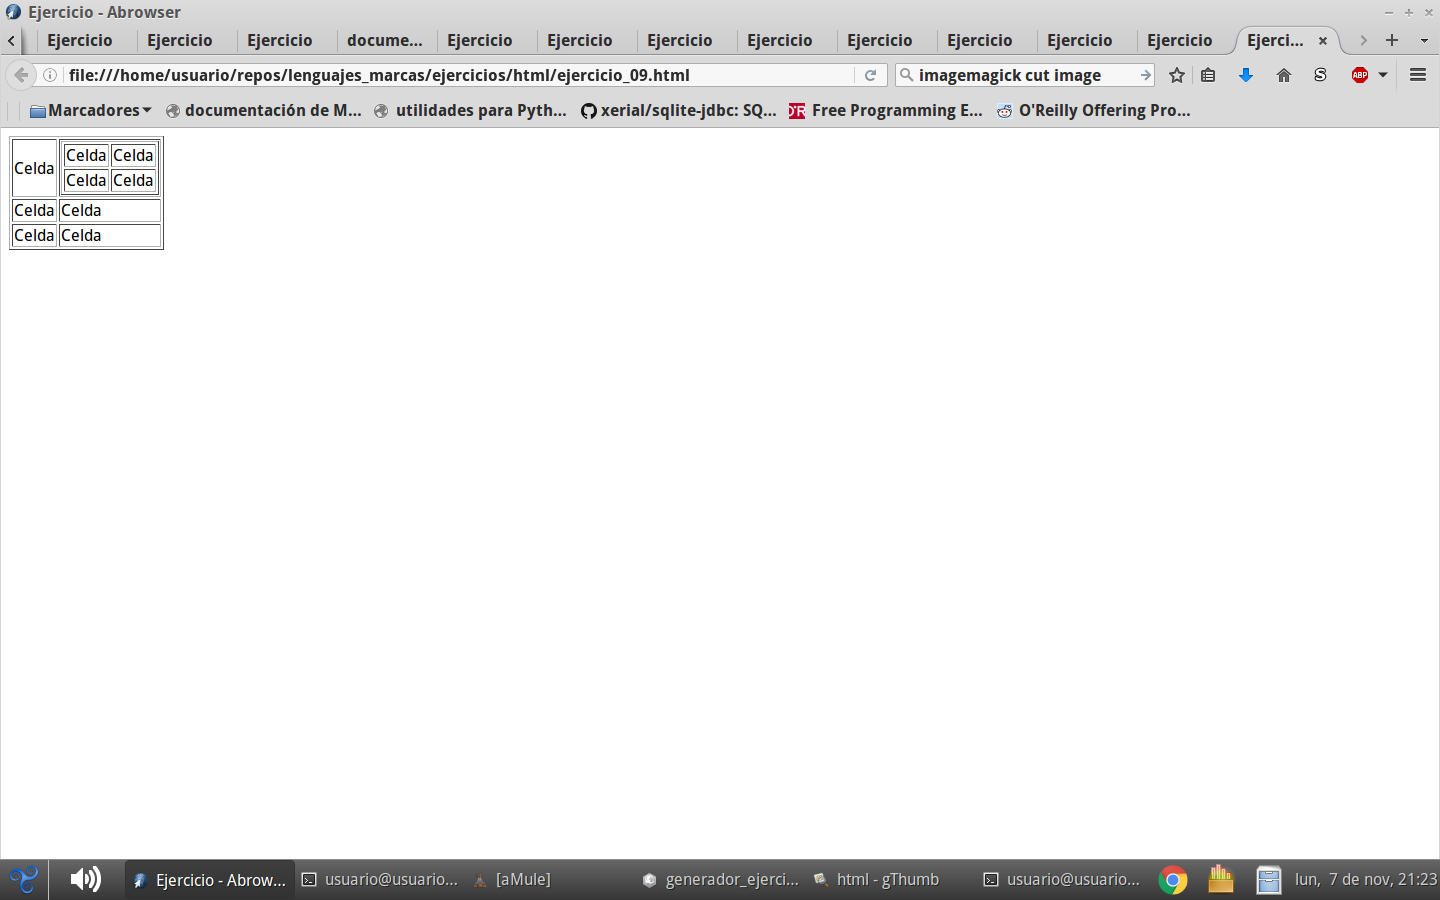 Ejercicio - Abrowser
Ejercicio Ejercicio Ejercicio docume... Ejercicio Ejercicio Ejercicio Ejercicio Ejercicio Ejercicio Ejercicio Ejercicio Ejerci...
file:///home/usuario/repos/lenguajes_marcas/ejercicios/html/ejercicio_09.html imagemagick cut image S ABP
Marcadores documentación de M... utilidades para Pyth... xerial/sqlite-jdbc: SQ... Free Programming E... O'Reilly Offering Pro...
Celda Celda Celda
Celda Celda
Celda Celda
Celda Celda
Ejercicio - Abrow... usuario@usuario... [aMule] generador_ejerci... html - gThumb usuario@usuario... lun, 7 de nov, 21:23